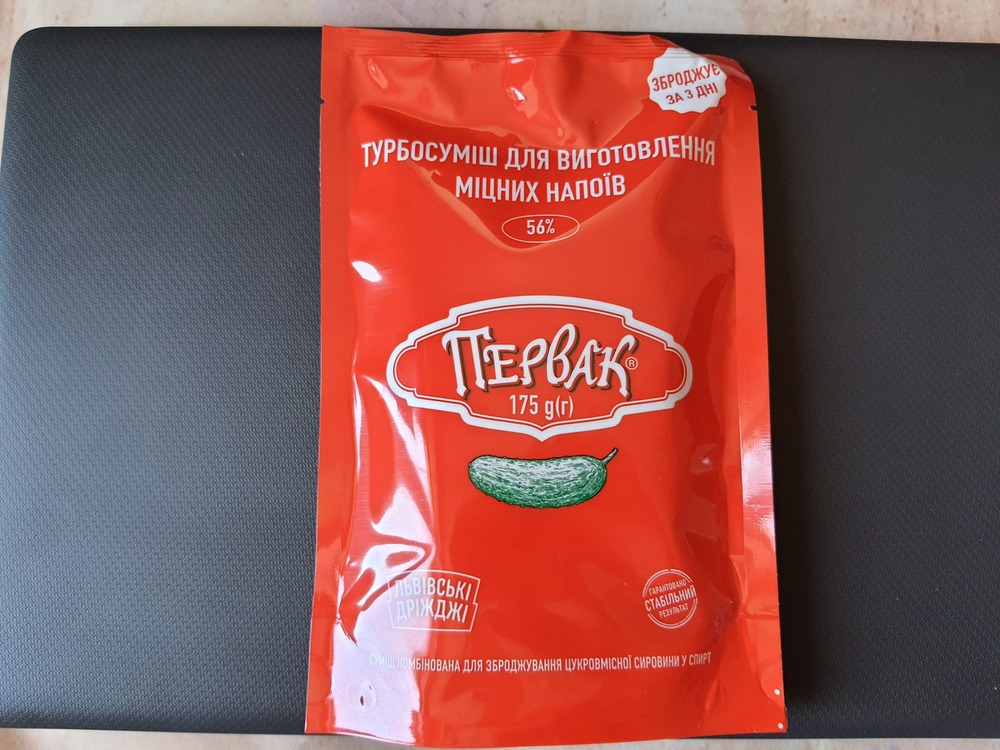 ЗБРОДЖУЄ
ЗА 3 ДНІ
ТУРБОСУМІШ ДЛЯ ВИГОТОВЛЕННЯ
МІЦНИХ НАПОЇВ
56%
ПЕРВАК®
175 g(г)
ЛЬВІВСЬКІ
ДРІЖДЖІ
ГАРАНТОВАНО
СТАБІЛЬНИЙ
РЕЗУЛЬТАТ
СУМІШ КОМБІНОВАНА ДЛЯ ЗБРОДЖУВАННЯ ЦУКРОВМІСНОЇ СИРОВИНИ У СПИРТ